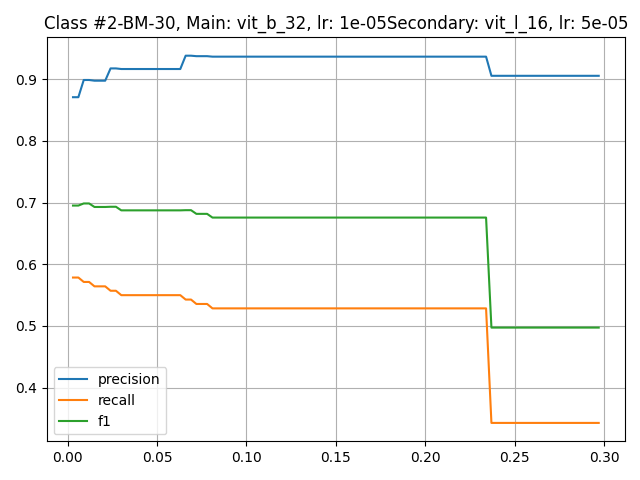 Class #2-BM-30, Main: vit_b_32, lr: 1e-05Secondary: vit_l_16, lr: 5e-05
0.9
0.8
0.7
0.6
0.5
0.4
precision
recall
f1
0.00 0.05 0.10 0.15 0.20 0.25 0.30